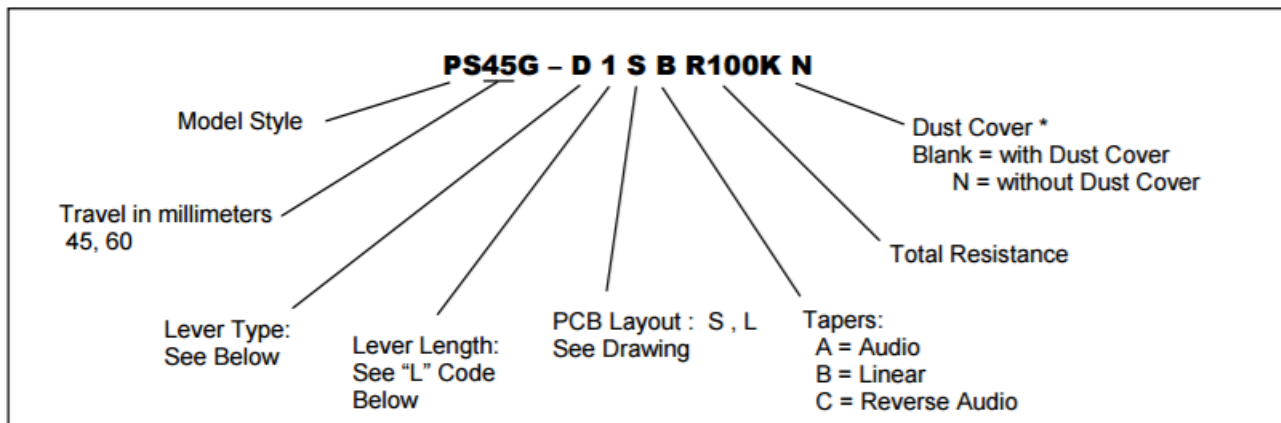 PS45G – D 1 S B R100K N
Model Style
Dust Cover *
Blank = with Dust Cover
N = without Dust Cover
Travel in millimeters
45, 60
Total Resistance
Lever Type:
See Below
Lever Length:
See “L” Code
Below
PCB Layout : S , L
See Drawing
Tapers:
A = Audio
B = Linear
C = Reverse Audio